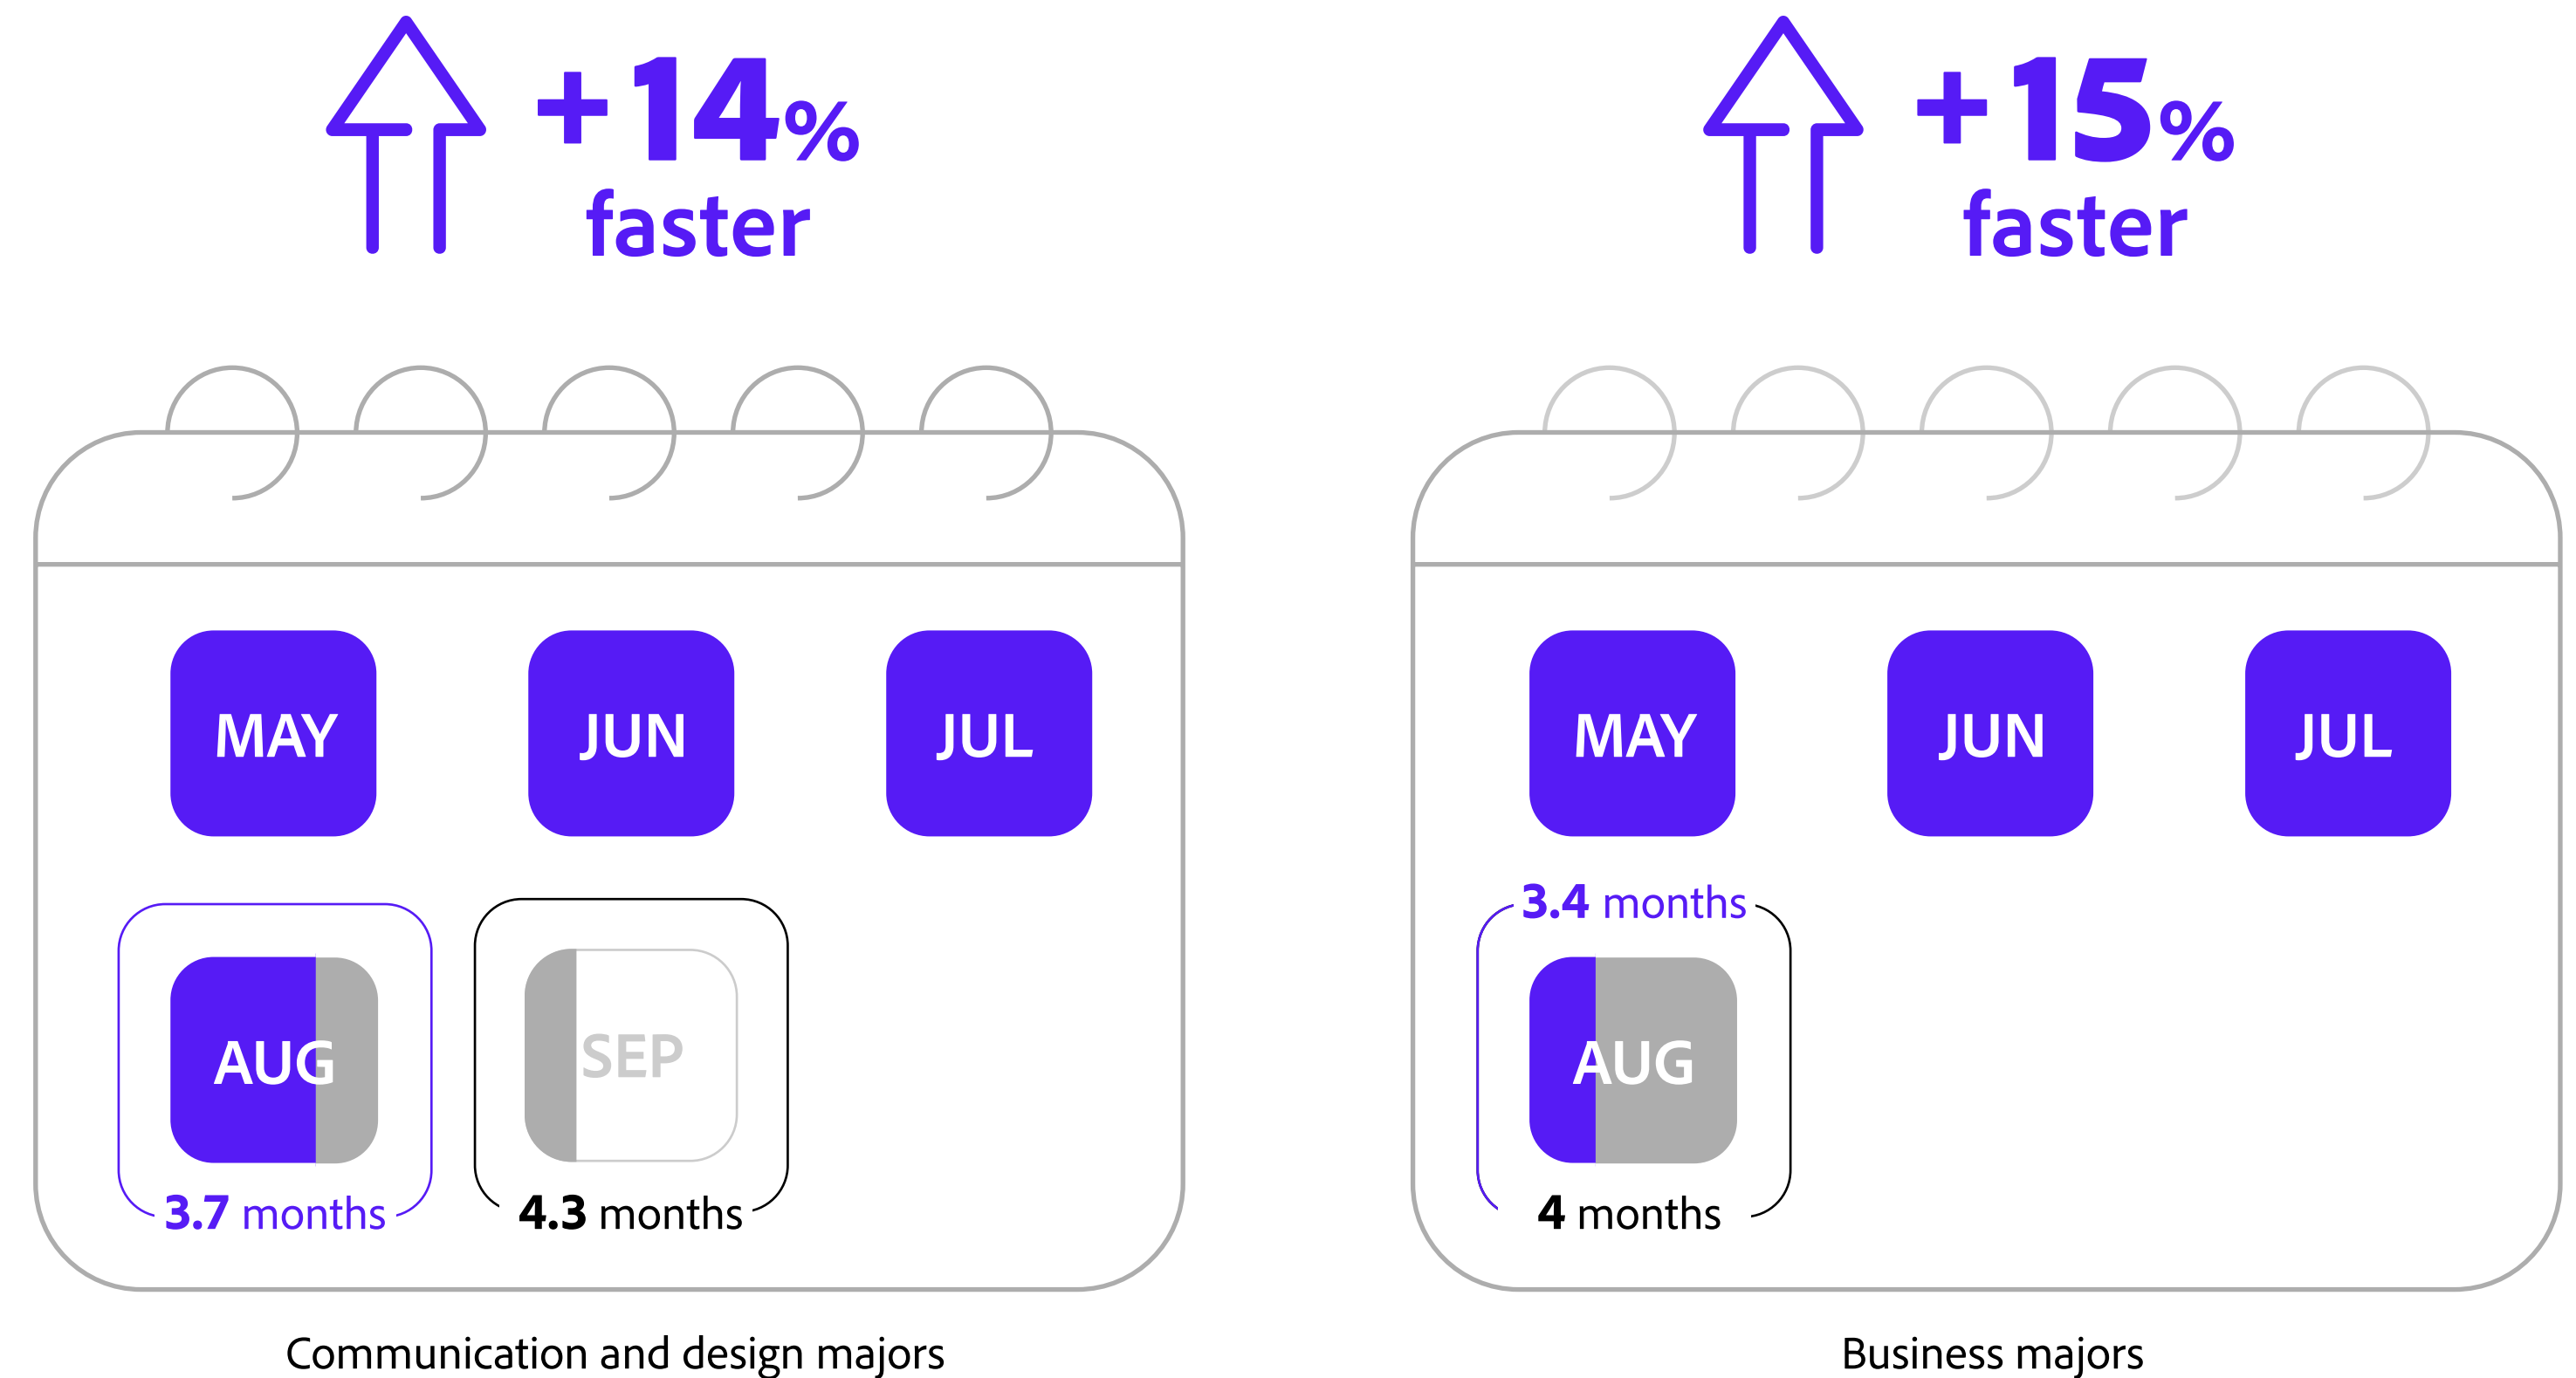 +14%
faster
MAY JUN JUL
AUG SEP
3.7 months 4.3 months
Communication and design majors
+15%
faster
MAY JUN JUL
3.4 months
AUG
4 months
Business majors